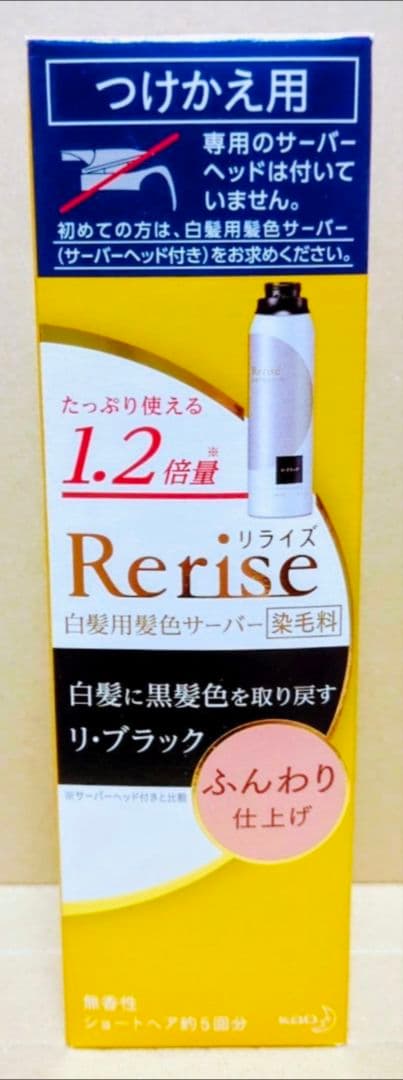 つけかえ用
専用のサーバー
ヘッドは付いて
いません。
初めての方は、白髪用髪色サーバー
(サーバーヘッド付き)をお求めください。
Rerise
たっぷり使える
1.2倍量※
リライズ
Rerise
白髪用髪色サーバー 染毛料
白髪に黒髪色を取り戻す
リ・ブラック
※サーバーヘッド付きと比較
ふんわり
仕上げ
無香性
ショートヘア約5回分
Kao